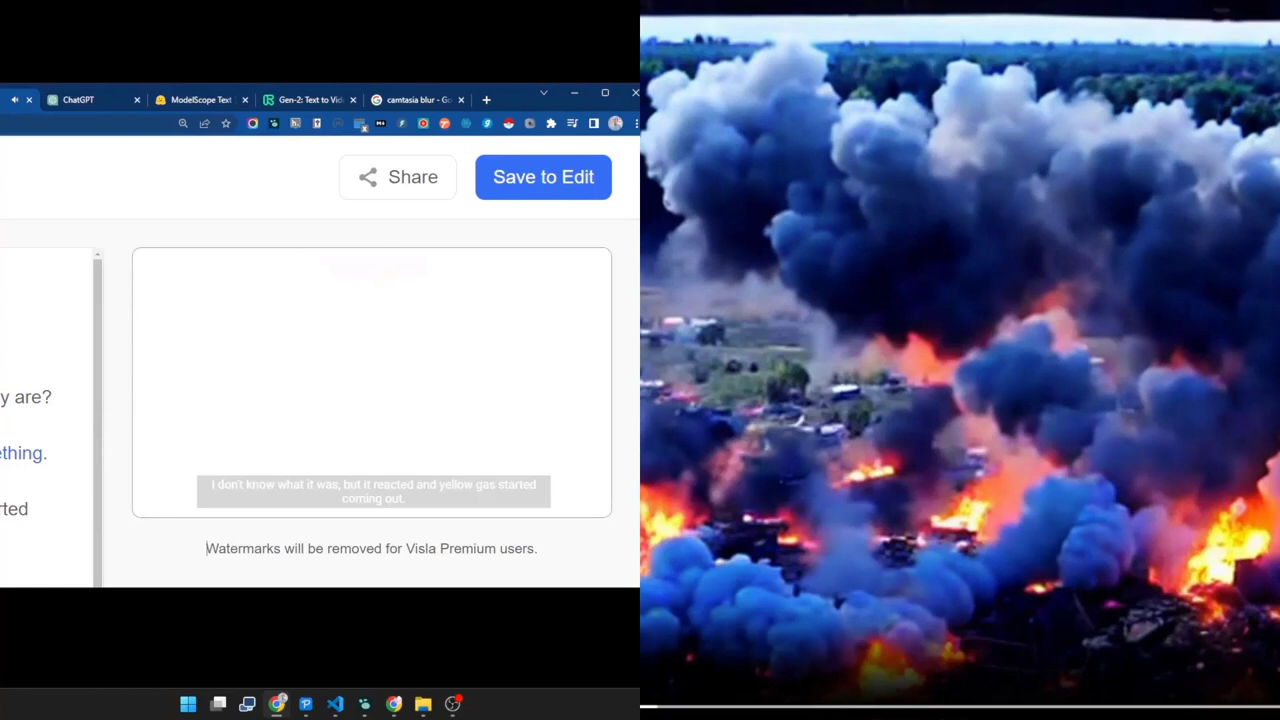 ChatGPT
ModelScope Text
Gen-2: Text to Vid
camtasia blur - Go
Share
Save to Edit
y are?
ething.
rted
I don't know what it was, but it reacted and yellow gas started
coming out.
Watermarks will be removed for Visla Premium users.